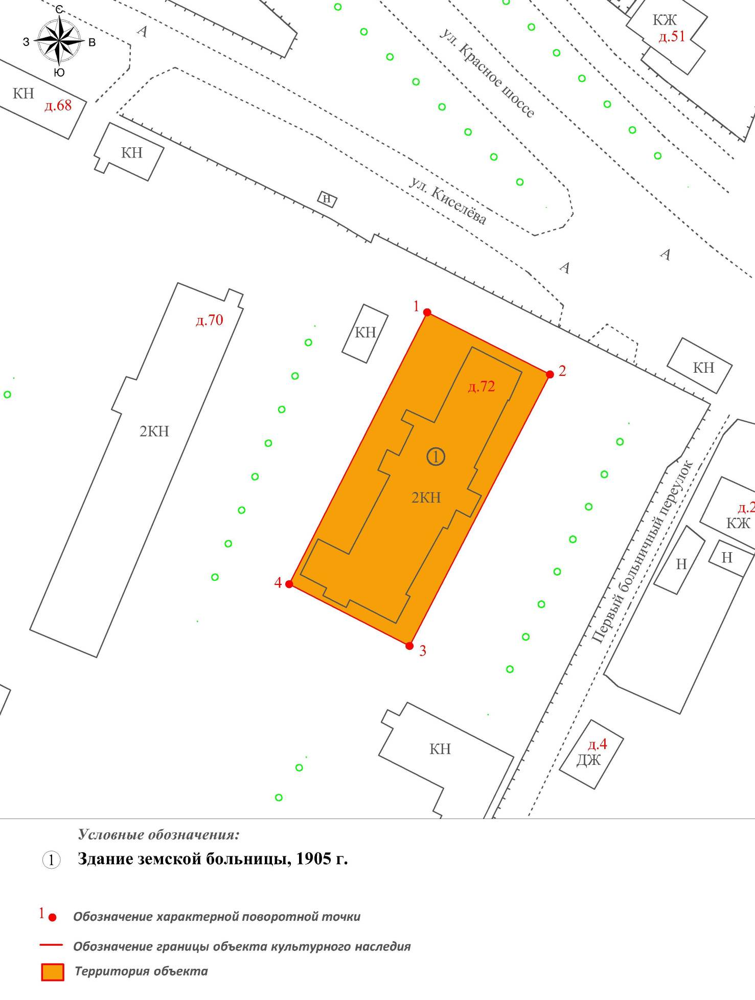 С
З
В
Ю
А
КЖ
д.51
ул. Красное шоссе
КН
д.68
КН
н
ул. Киселёва
А
А
1
д.70
КН
2
КН
д.72
2КН
1
2КН
Первый больничный переулок
д.2
КЖ
Н
Н
4
3
КН
д.4
ДЖ
Условные обозначения:
1 Здание земской больницы, 1905 г.
1 Обозначение характерной поворотной точки
Обозначение границы объекта культурного наследия
Территория объекта